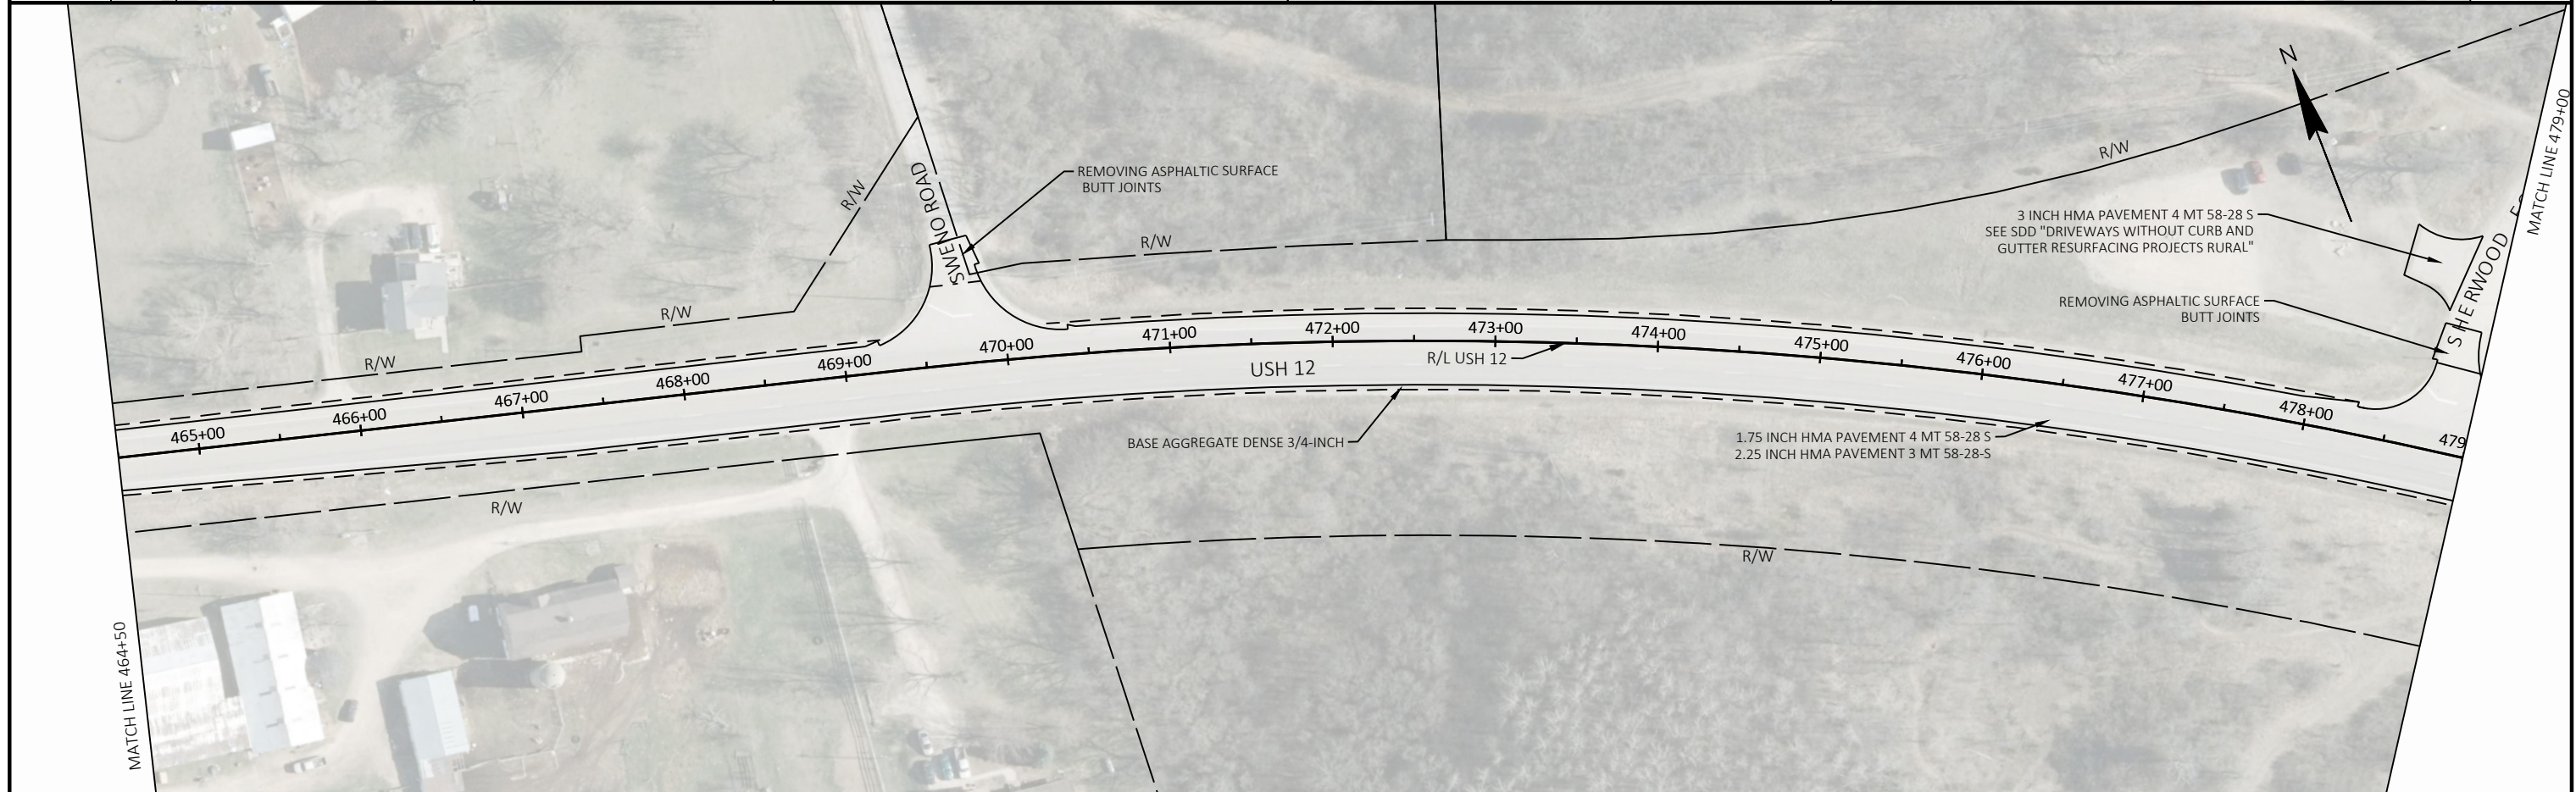 N
MATCH LINE 479+00
R/W
R/W
SWENO ROAD
REMOVING ASPHALTIC SURFACE
BUTT JOINTS
R/W
3 INCH HMA PAVEMENT 4 MT 58-28 S
SEE SDD "DRIVEWAYS WITHOUT CURB AND
GUTTER RESURFACING PROJECTS RURAL"
SHERWOOD
REMOVING ASPHALTIC SURFACE
BUTT JOINTS
R/W
R/W
465+00
466+00
467+00
468+00
469+00
470+00
471+00
472+00
473+00
474+00
475+00
476+00
477+00
478+00
479
R/L USH 12
USH 12
BASE AGGREGATE DENSE 3/4-INCH
1.75 INCH HMA PAVEMENT 4 MT 58-28 S
2.25 INCH HMA PAVEMENT 3 MT 58-28-S
R/W
R/W
MATCH LINE 464+50